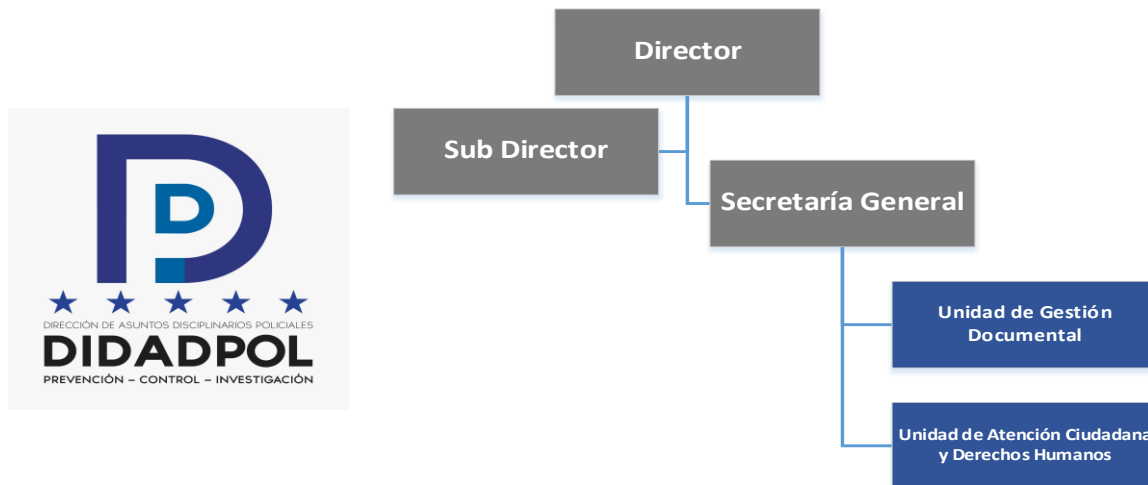 Director
Sub Director
Secretaría General
Unidad de Gestión
Documental
Unidad de Atención Ciudadana
y Derechos Humanos
DIRECCIÓN DE ASUNTOS DISCIPLINARIOS POLICIALES
DIDADPOL
PREVENCIÓN – CONTROL – INVESTIGACIÓN